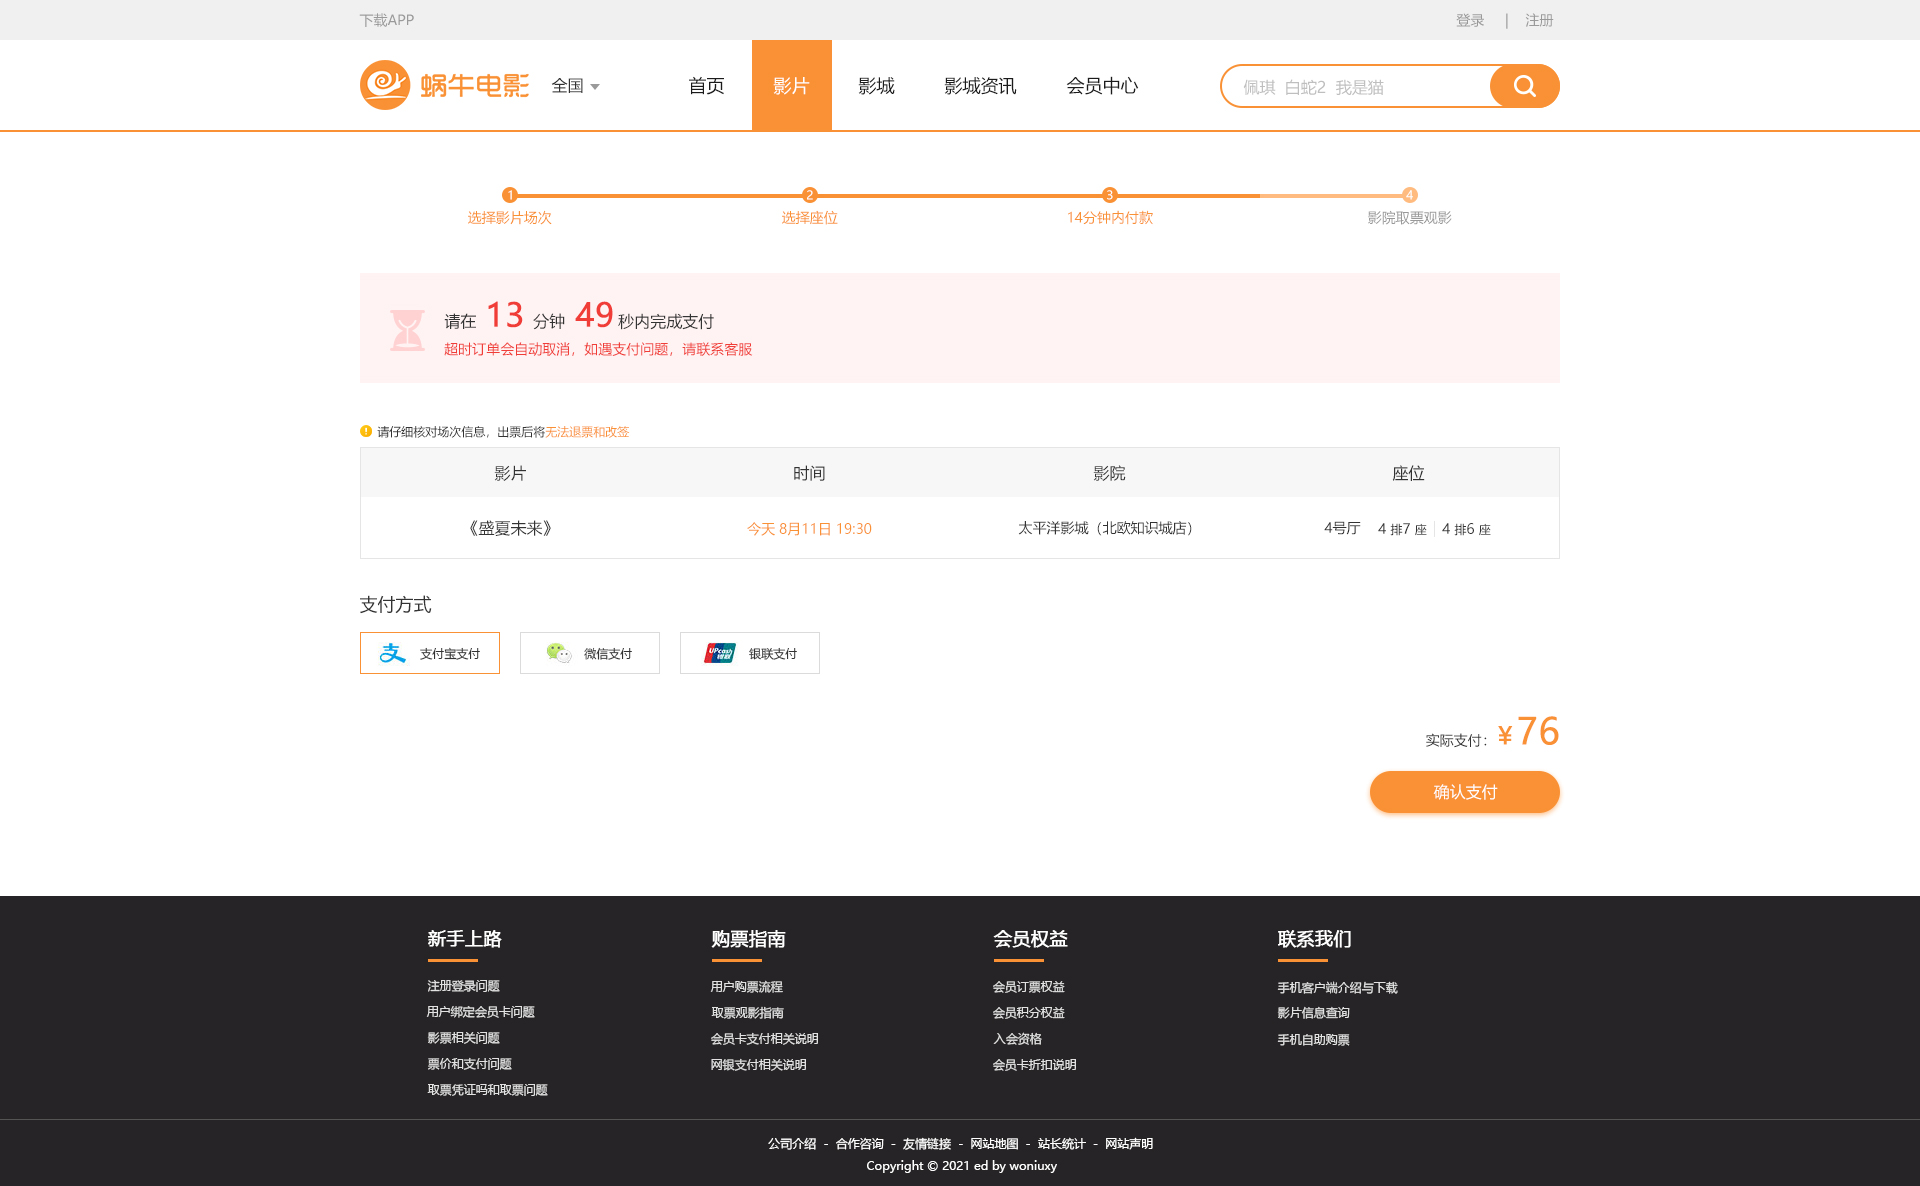 下载APP 登录 | 注册
蜗牛电影 全国 首页 影片 影城 影城资讯 会员中心 佩琪 白蛇2 我是猫
1 2 3 4
选择影片场次 选择座位 14分钟内付款 影院取票观影
请在 13 分钟 49 秒内完成支付
超时订单会自动取消，如遇支付问题，请联系客服
请仔细核对场次信息，出票后将无法退票和改签
影片 时间 影院 座位
《盛夏未来》 今天 8月11日 19:30 太平洋影城（北欧知识城店） 4号厅 4 排7 座 4 排6 座
支付方式
支 支付宝支付 微信支付 UPcash 银联 银联支付
实际支付：¥76
确认支付
新手上路 购票指南 会员权益 联系我们
注册登录问题 用户购票流程 会员订票权益 手机客户端介绍与下载
用户绑定会员卡问题 取票观影指南 会员积分权益 影片信息查询
影票相关问题 会员卡支付相关说明 入会资格 手机自助购票
票价和支付问题 网银支付相关说明 会员卡折扣说明
取票凭证吗和取票问题
公司介绍 - 合作咨询 - 友情链接 - 网站地图 - 站长统计 - 网站声明
Copyright © 2021 ed by woniuxy